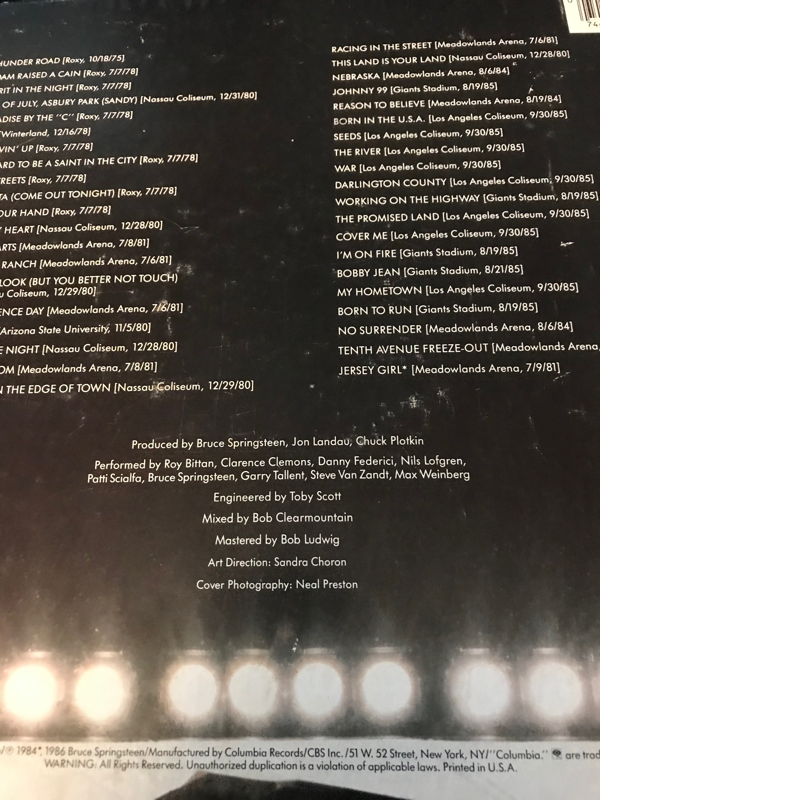 HUNDER ROAD [Roxy, 10/18/75]
AM RAISED A CAIN [Roxy, 7/7/78]
RIT IN THE NIGHT [Roxy, 7/7/78]
OF JULY, ASBURY PARK (SANDY) [Nassau Coliseum, 12/31/80]
DISE BY THE "C" [Roxy, 7/7/78]
Winterland, 12/16/78]
VIN' UP [Roxy, 7/7/78]
ARD TO BE A SAINT IN THE CITY [Roxy, 7/7/78]
REETS [Roxy, 7/7/78]
TA (COME OUT TONIGHT) [Roxy, 7/7/78]
OUR HAND [Roxy, 7/7/78]
Y HEART [Nassau Coliseum, 12/28/80]
ARTS [Meadowlands Arena, 7/8/81]
RANCH [Meadowlands Arena, 7/6/81]
LOOK (BUT YOU BETTER NOT TOUCH)
u Coliseum, 12/29/80]
ENCE DAY [Meadowlands Arena, 7/6/81]
Arizona State University, 11/5/80]
E NIGHT [Nassau Coliseum, 12/28/80]
OM [Meadowlands Arena, 7/8/81]
N THE EDGE OF TOWN [Nassau Coliseum, 12/29/80]
RACING IN THE STREET [Meadowlands Arena, 7/6/81]
THIS LAND IS YOUR LAND [Nassau Coliseum, 12/28/80]
NEBRASKA [Meadowlands Arena, 8/6/84]
JOHNNY 99 [Giants Stadium, 8/19/85]
REASON TO BELIEVE [Meadowlands Arena, 8/19/84]
BORN IN THE U.S.A. [Los Angeles Coliseum, 9/30/85]
SEEDS [Los Angeles Coliseum, 9/30/85]
THE RIVER [Los Angeles Coliseum, 9/30/85]
WAR [Los Angeles Coliseum, 9/30/85]
DARLINGTON COUNTY [Los Angeles Coliseum, 9/30/85]
WORKING ON THE HIGHWAY [Giants Stadium, 8/19/85]
THE PROMISED LAND [Los Angeles Coliseum, 9/30/85]
COVER ME [Los Angeles Coliseum, 9/30/85]
I'M ON FIRE [Giants Stadium, 8/19/85]
BOBBY JEAN [Giants Stadium, 8/21/85]
MY HOMETOWN [Los Angeles Coliseum, 9/30/85]
BORN TO RUN [Giants Stadium, 8/19/85]
NO SURRENDER [Meadowlands Arena, 8/6/84]
TENTH AVENUE FREEZE-OUT [Meadowlands Arena,
JERSEY GIRL* [Meadowlands Arena, 7/9/81]
Produced by Bruce Springsteen, Jon Landau, Chuck Plotkin
Performed by Roy Bittan, Clarence Clemons, Danny Federici, Nils Lofgren,
Patti Scialfa, Bruce Springsteen, Garry Tallent, Steve Van Zandt, Max Weinberg
Engineered by Toby Scott
Mixed by Bob Clearmountain
Mastered by Bob Ludwig
Art Direction: Sandra Choron
Cover Photography: Neal Preston
/℗ 1984*, 1986 Bruce Springsteen/Manufactured by Columbia Records/CBS Inc./51 W. 52 Street, New York, NY/"Columbia." are trad
WARNING: All Rights Reserved. Unauthorized duplication is a violation of applicable laws. Printed in U.S.A.